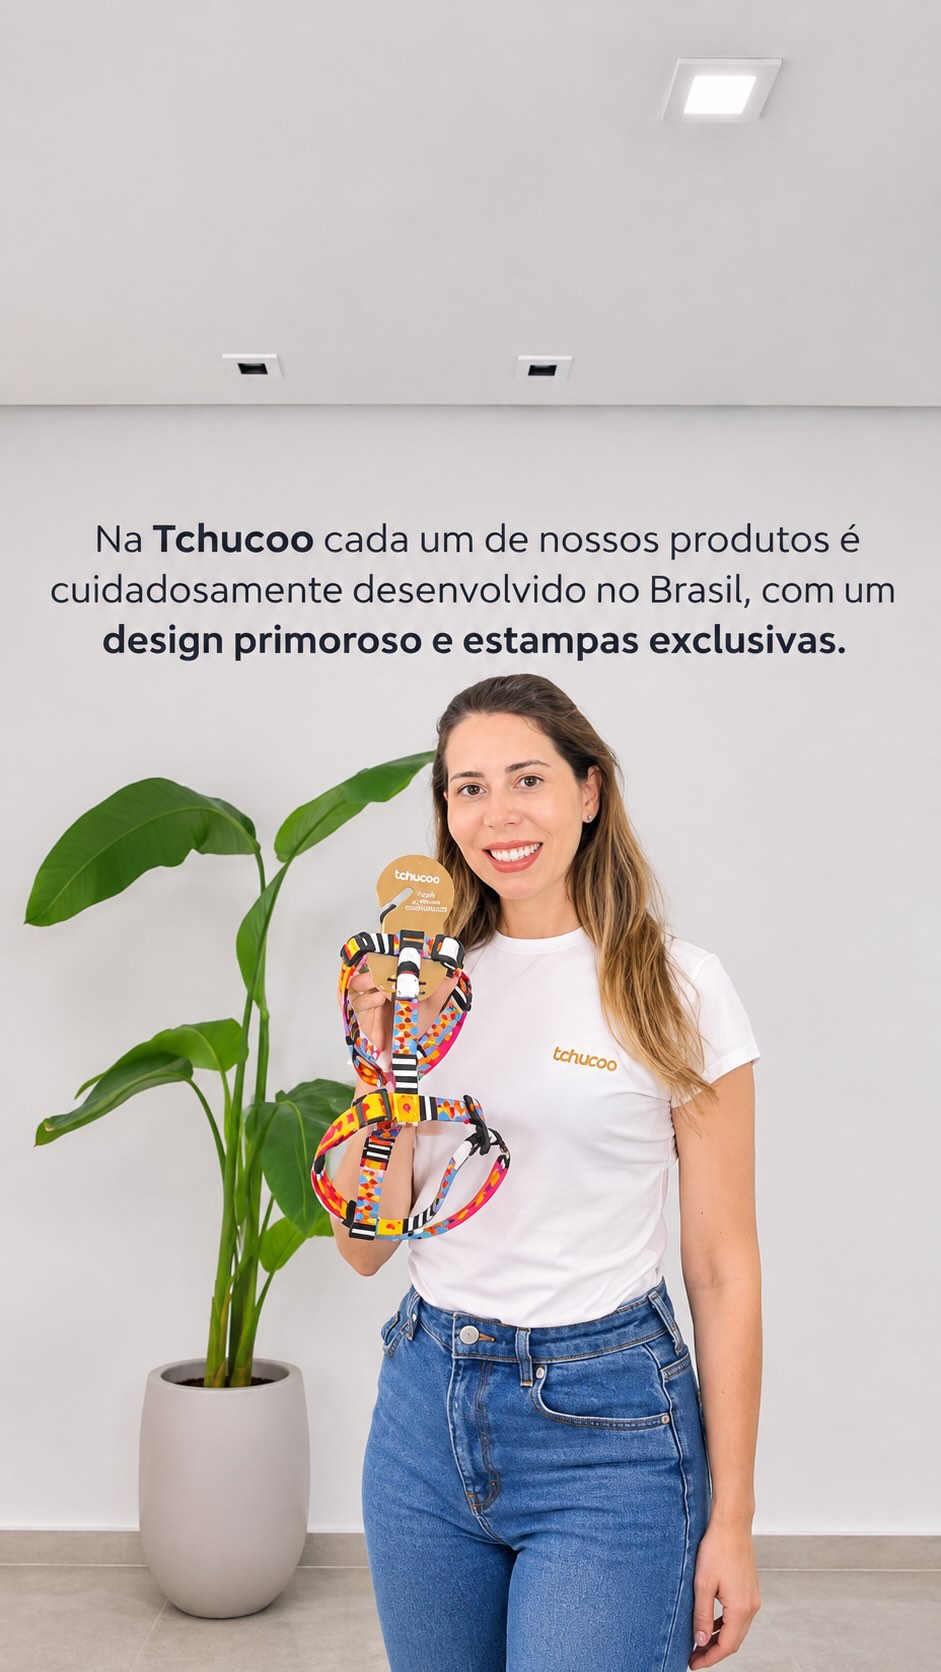 Na Tchucoo cada um de nossos produtos é
cuidadosamente desenvolvido no Brasil, com um
design primoroso e estampas exclusivas.
tchucoo
tchucoo